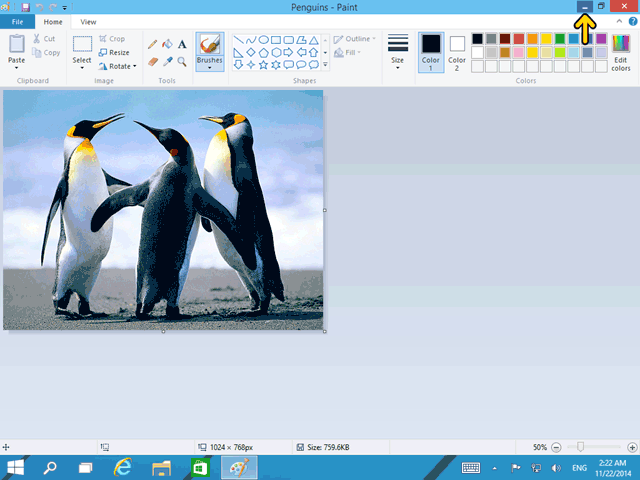 Penguins - Paint
File Home View
Paste
Cut
Copy
Clipboard
Select
Crop
Resize
Rotate
Image
Tools
Brushes
Outline
Fill
Shapes
Size
Color 1
Color 2
Edit colors
Colors
1024 × 768px
Size: 759.6KB
50%
ENG
2:22 AM
11/22/2014